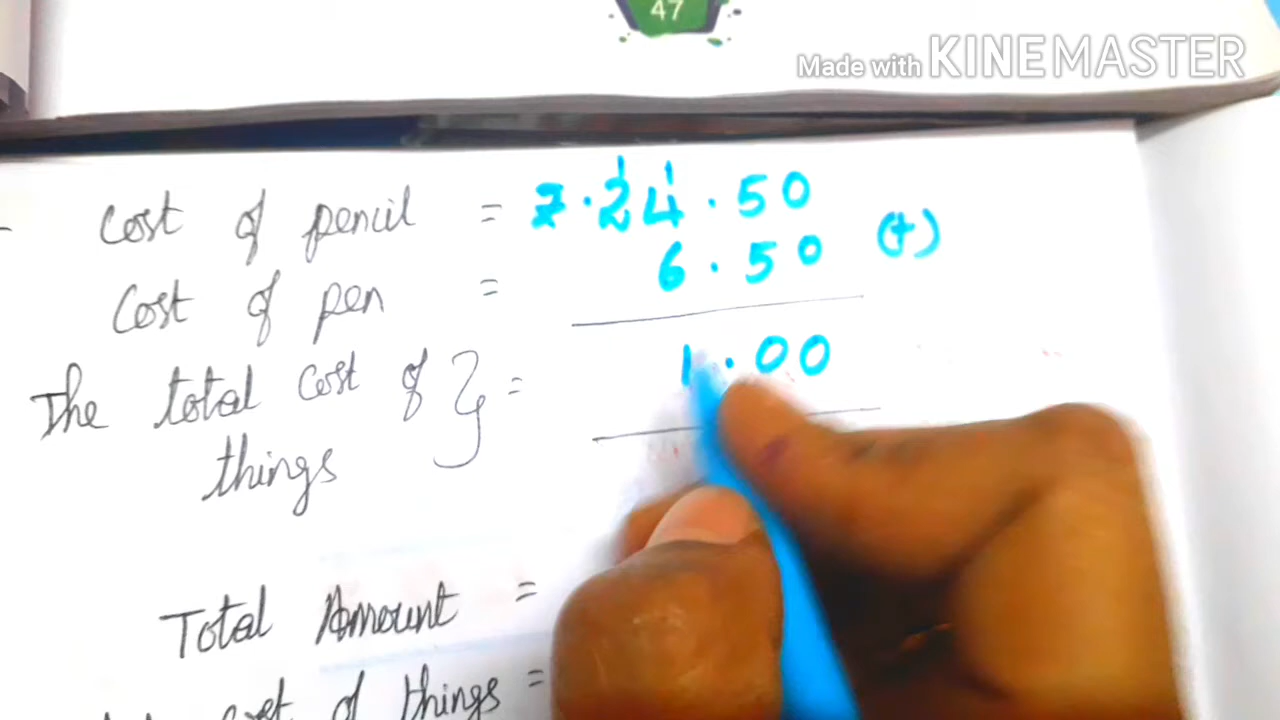 47
Made with KINEMASTER
Cost of pencil = ₹.24.50
Cost of pen = 6.50 (+)
The total cost of } = 1.00
things
Total Amount =
cost of things =